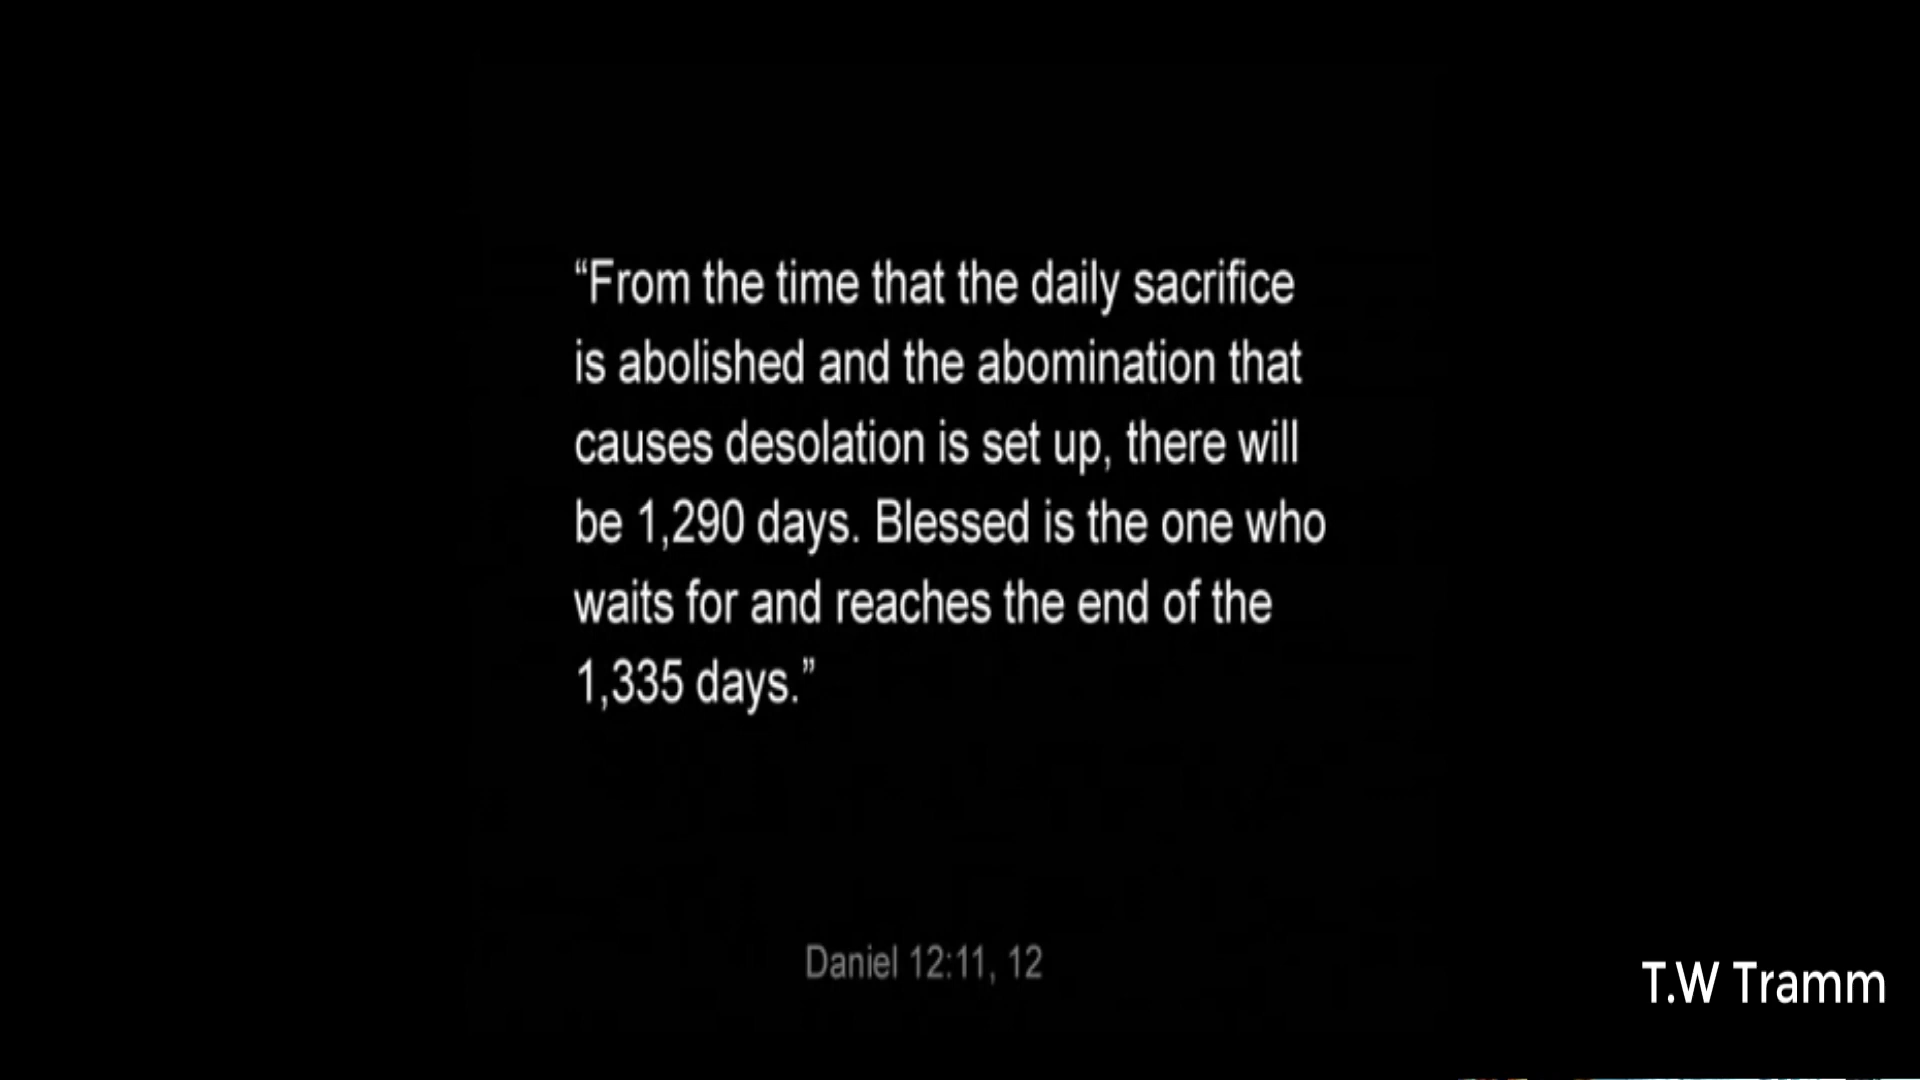 “From the time that the daily sacrifice
is abolished and the abomination that
causes desolation is set up, there will
be 1,290 days. Blessed is the one who
waits for and reaches the end of the
1,335 days.”
Daniel 12:11, 12
T.W Tramm